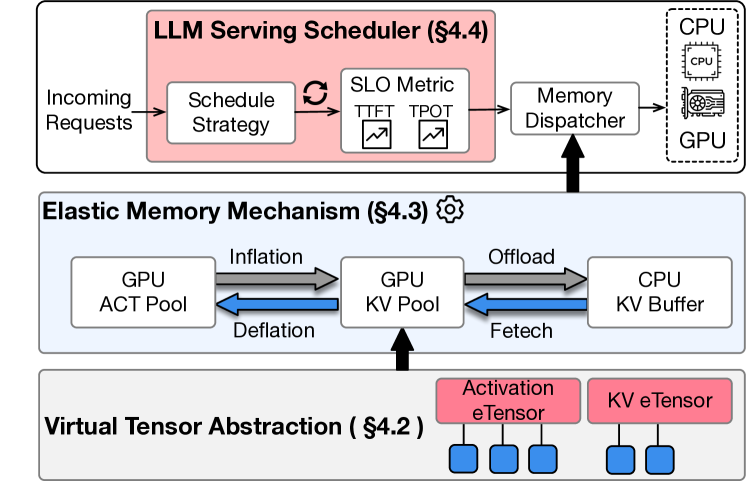 LLM Serving Scheduler (§4.4)
Incoming
Requests
Schedule
Strategy
SLO Metric
TTFT TPOT
Memory
Dispatcher
CPU
CPU
GPU
Elastic Memory Mechanism (§4.3)
GPU
ACT Pool
Inflation
Deflation
GPU
KV Pool
Offload
Fetech
CPU
KV Buffer
Virtual Tensor Abstraction ( §4.2 )
Activation
eTensor
KV eTensor